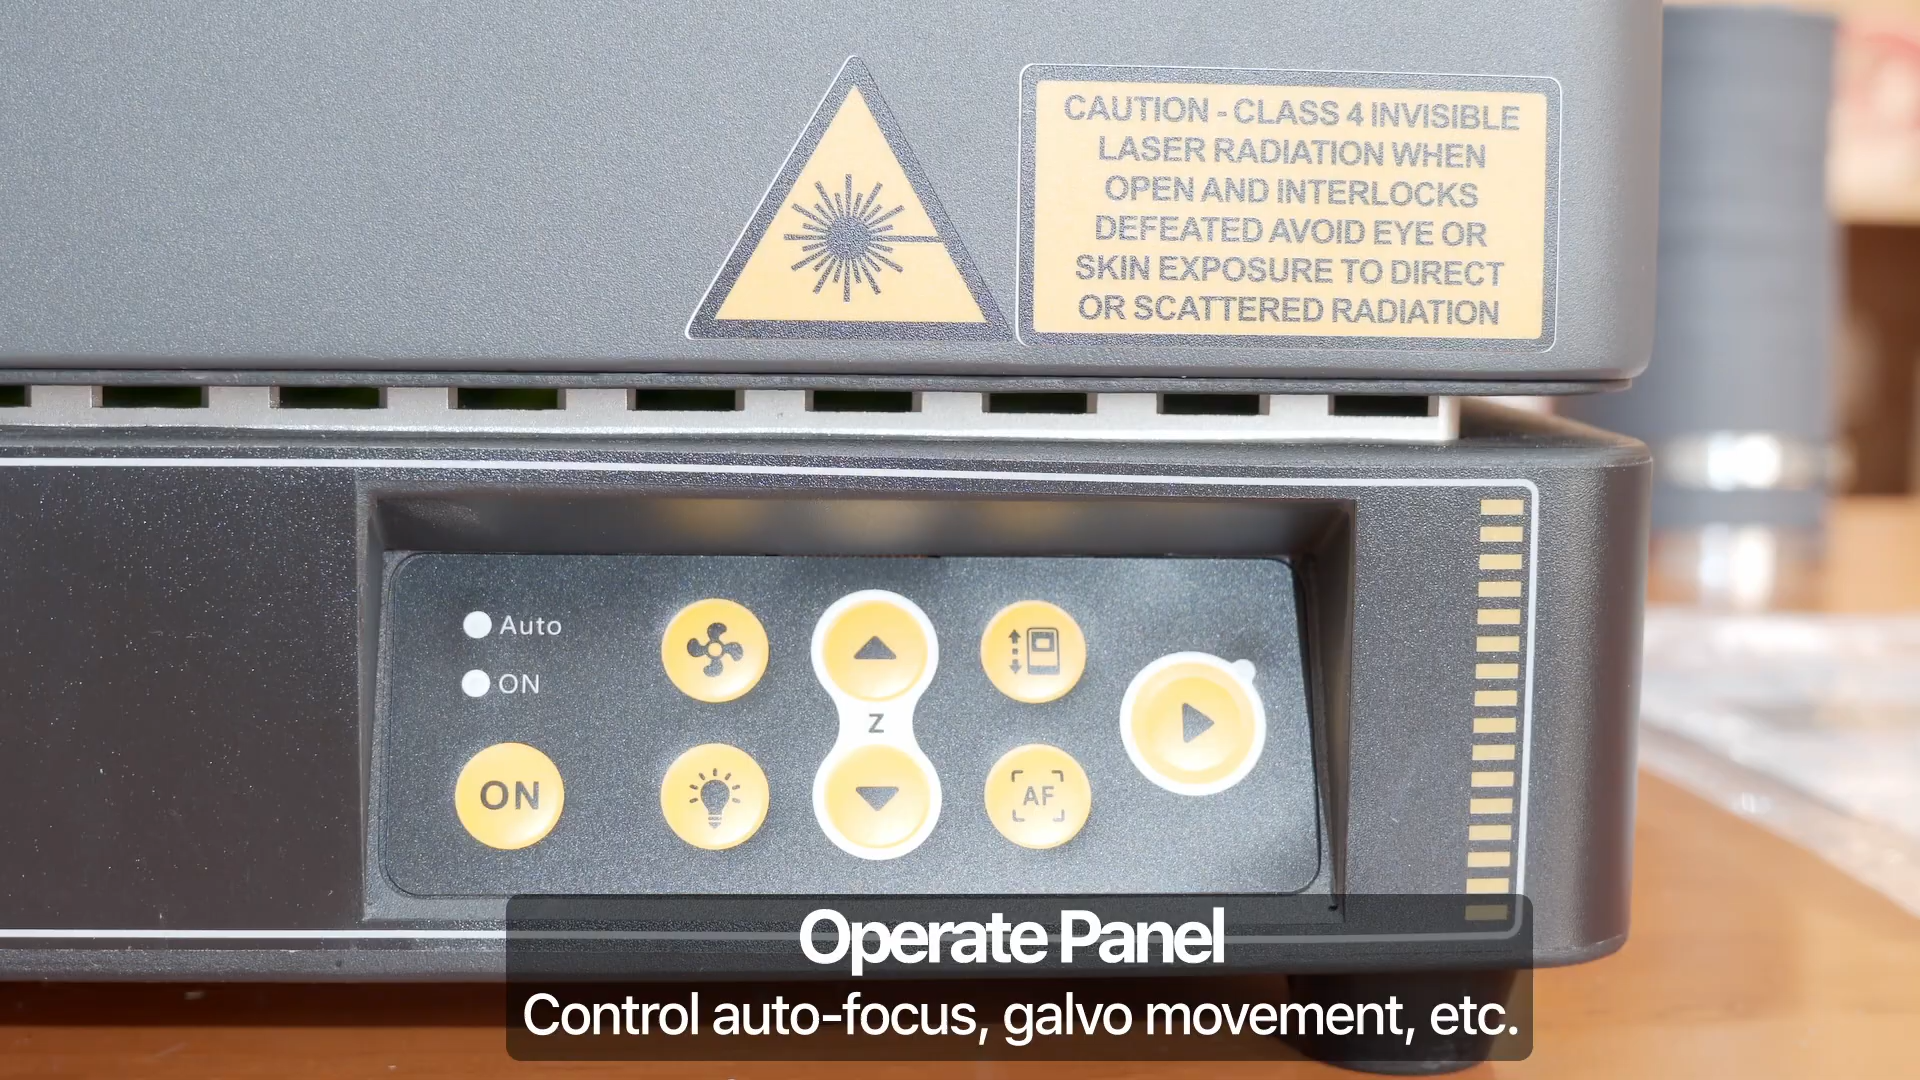 CAUTION - CLASS 4 INVISIBLE
LASER RADIATION WHEN
OPEN AND INTERLOCKS
DEFEATED AVOID EYE OR
SKIN EXPOSURE TO DIRECT
OR SCATTERED RADIATION
Auto
ON
ON
Z
AF
Operate Panel
Control auto-focus, galvo movement, etc.